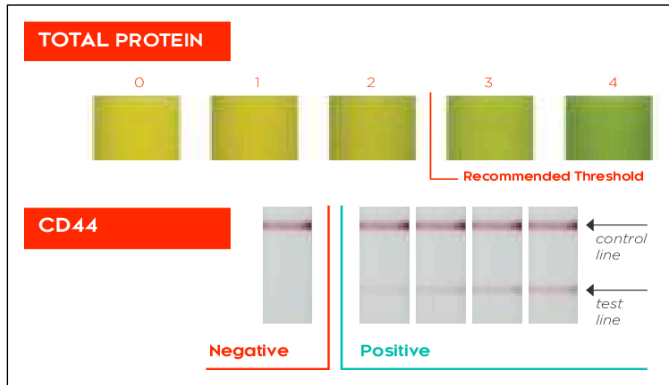 TOTAL PROTEIN
0 1 2 3 4
Recommended Threshold
CD44
control
line
test
line
Negative Positive